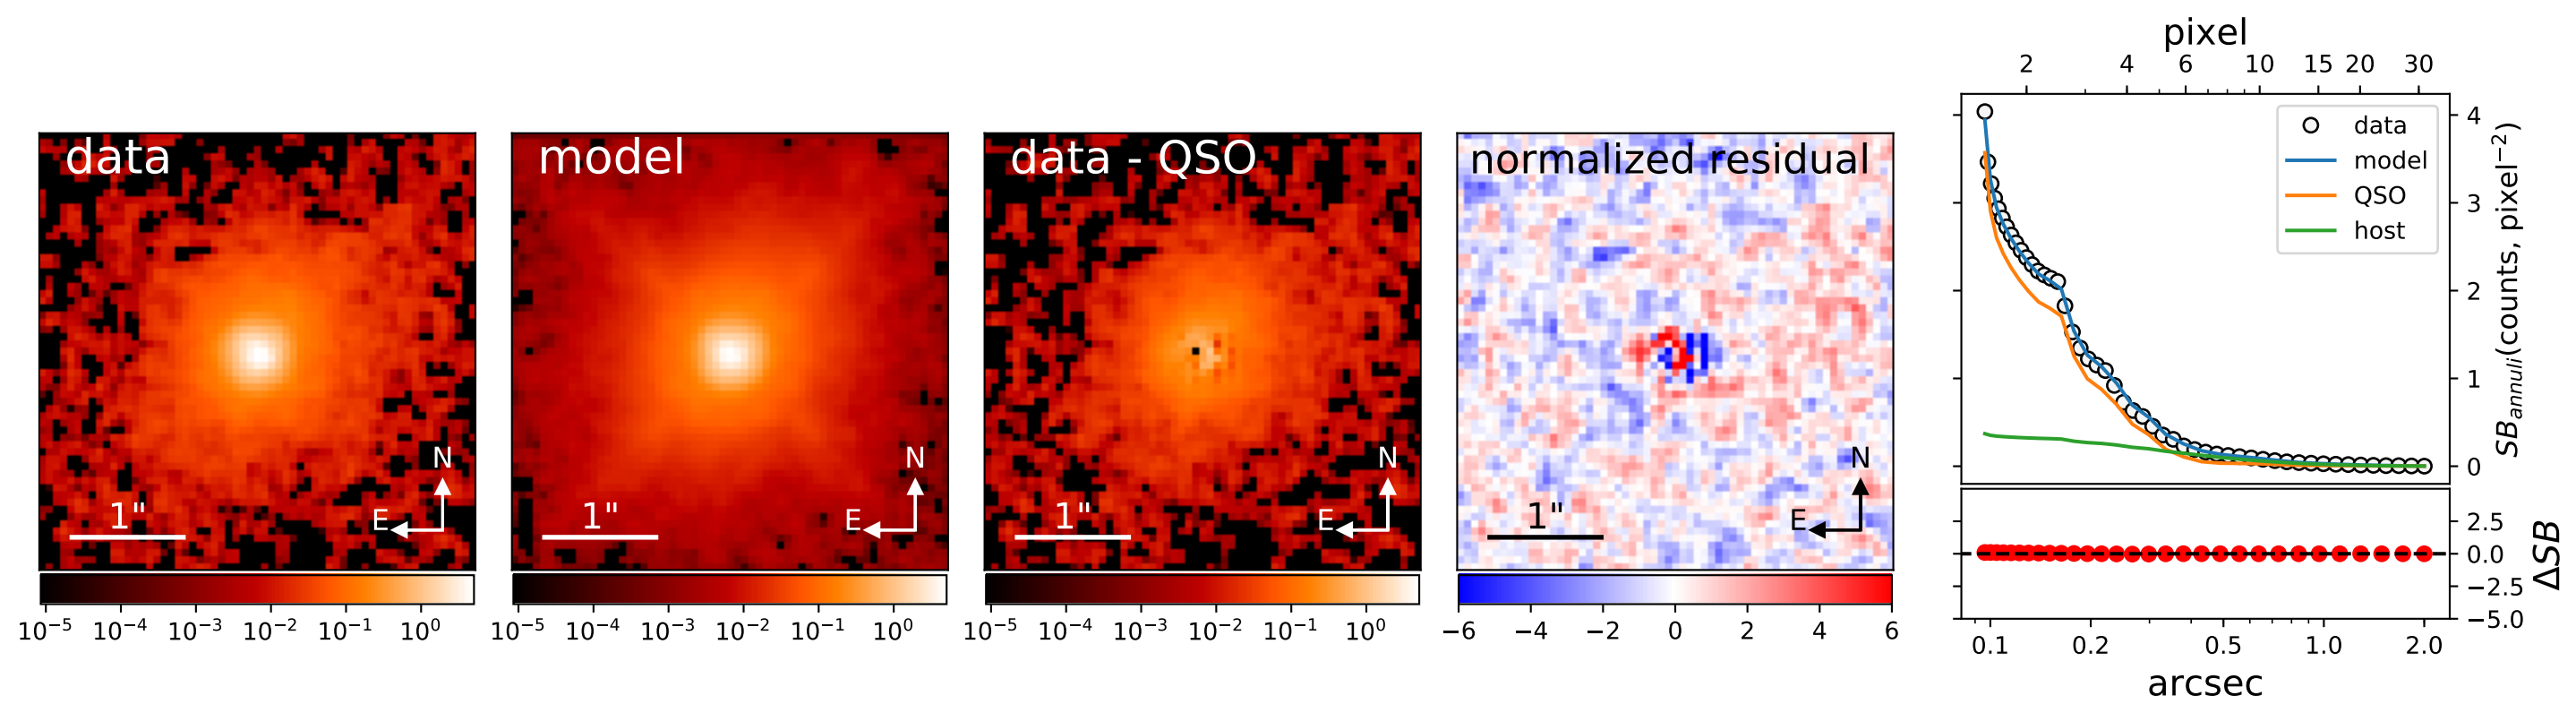 data
N
E
1"
10⁻⁵ 10⁻⁴ 10⁻³ 10⁻² 10⁻¹ 10⁰
model
N
E
1"
10⁻⁵ 10⁻⁴ 10⁻³ 10⁻² 10⁻¹ 10⁰
data - QSO
N
E
1"
10⁻⁵ 10⁻⁴ 10⁻³ 10⁻² 10⁻¹ 10⁰
normalized residual
N
E
1"
−6 −4 −2 0 2 4 6
pixel
2 4 6 10 15 20 30
data
model
QSO
host
4
3
2
1
0
SB_annuli(counts, pixel⁻²)
2.5
0.0
−2.5
−5.0
ΔSB
0.1 0.2 0.5 1.0 2.0
arcsec